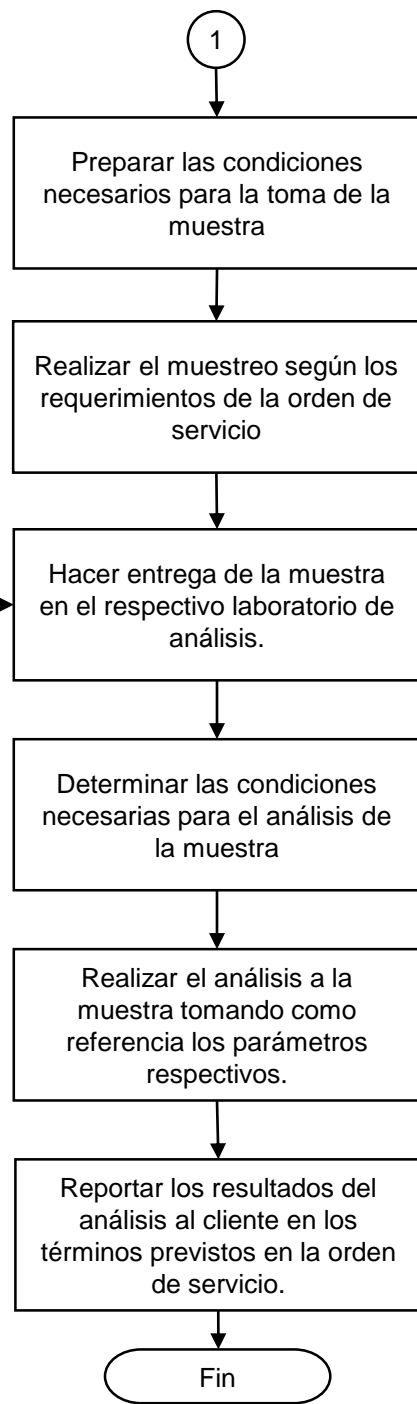 1
Preparar las condiciones
necesarios para la toma de la
muestra
Realizar el muestreo según los
requerimientos de la orden de
servicio
Hacer entrega de la muestra
en el respectivo laboratorio de
análisis.
Determinar las condiciones
necesarias para el análisis de
la muestra
Realizar el análisis a la
muestra tomando como
referencia los parámetros
respectivos.
Reportar los resultados del
análisis al cliente en los
términos previstos en la orden
de servicio.
Fin